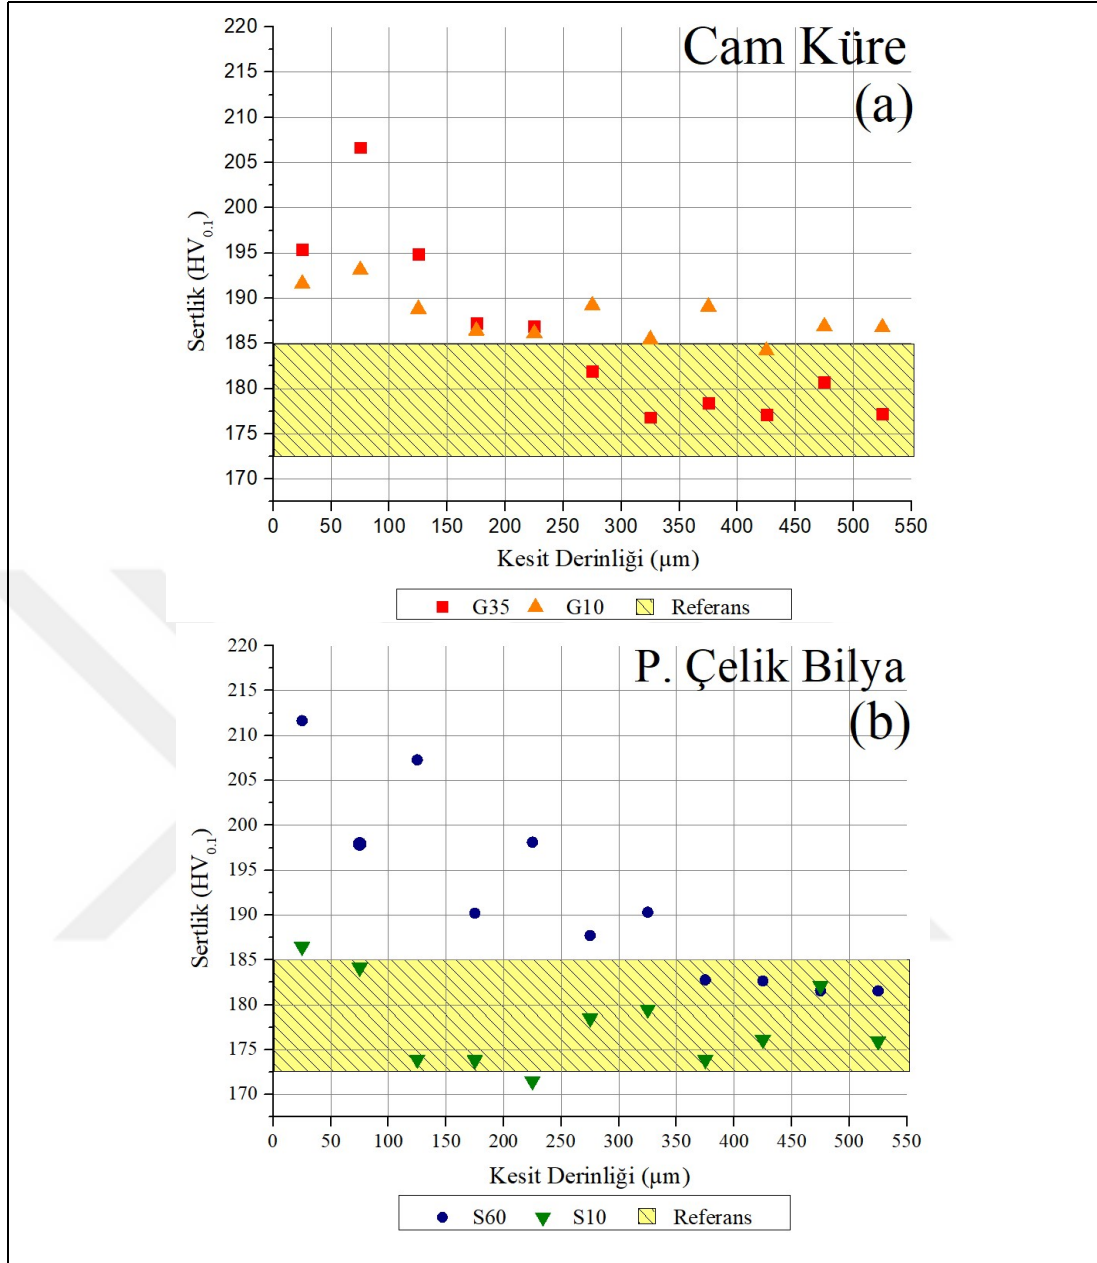 Cam Küre
(a)
220
215
210
205
200
195
190
185
180
175
170
Sertlik (HV0.1)
0 50 100 150 200 250 300 350 400 450 500 550
Kesit Derinliği (µm)
G35 G10 Referans
P. Çelik Bilya
(b)
220
215
210
205
200
195
190
185
180
175
170
Sertlik (HV0.1)
0 50 100 150 200 250 300 350 400 450 500 550
Kesit Derinliği (µm)
S60 S10 Referans